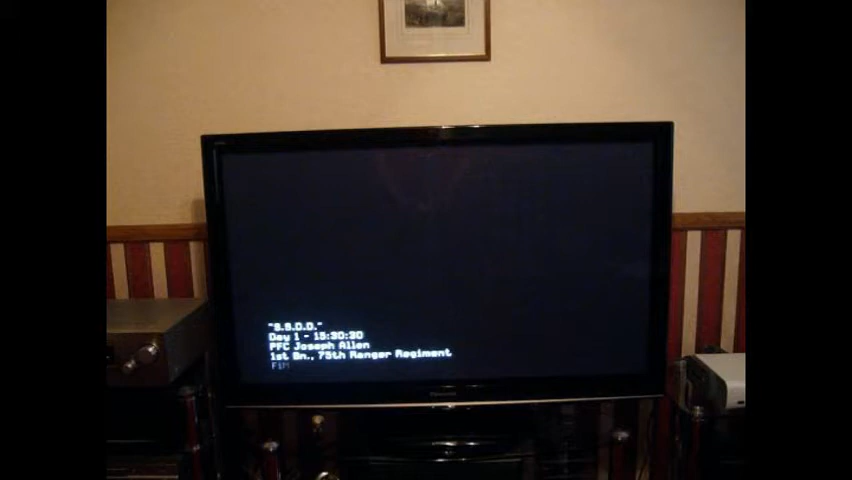 "S.S.D.D."
Day 1 - 15:30:30
PFC Joseph Allen
1st Bn., 75th Ranger Regiment